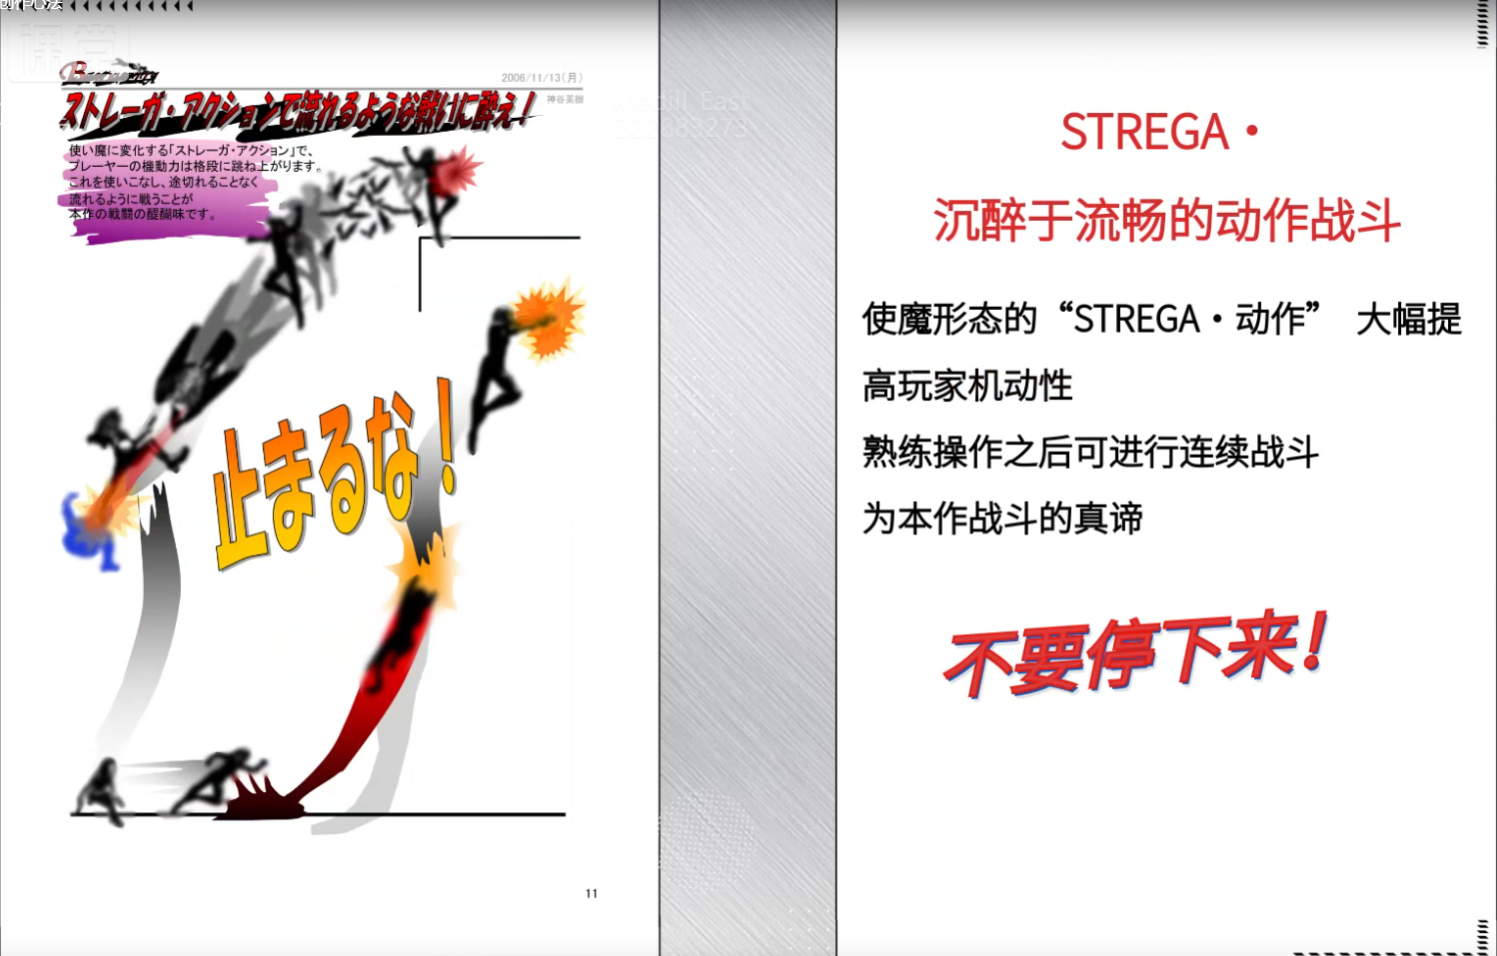 创作心法
课堂
Bayonetta
2006/11/13(月)
神谷英樹
ストレーガ・アクションで流れるような戦いに酔え!
使い魔に変化する｢ストレーガ・アクション｣で、
プレーヤーの機動力は格段に跳ね上がります。
これを使いこなし、途切れることなく
流れるように戦うことが
本作の戦闘の醍醐味です。
止まるな!
11
STREGA・
沉醉于流畅的动作战斗
使魔形态的“STREGA・动作” 大幅提
高玩家机动性
熟练操作之后可进行连续战斗
为本作战斗的真谛
不要停下来!